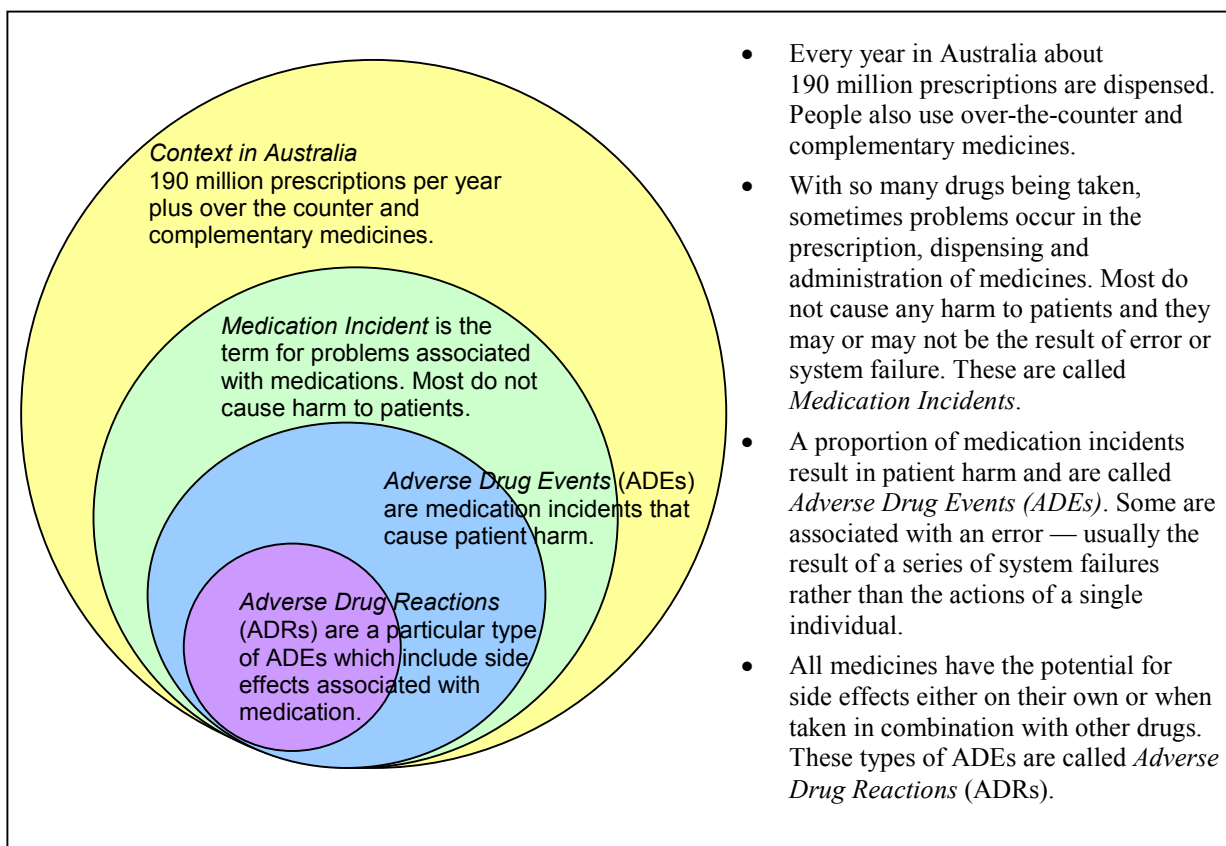 Context in Australia
190 million prescriptions per year
plus over the counter and
complementary medicines.
Medication Incident is the
term for problems associated
with medications. Most do not
cause harm to patients.
Adverse Drug Events (ADEs)
are medication incidents that
cause patient harm.
Adverse Drug Reactions
(ADRs) are a particular type
of ADEs which include side
effects associated with
medication.
• Every year in Australia about
190 million prescriptions are dispensed.
People also use over-the-counter and
complementary medicines.
• With so many drugs being taken,
sometimes problems occur in the
prescription, dispensing and
administration of medicines. Most do
not cause any harm to patients and they
may or may not be the result of error or
system failure. These are called
Medication Incidents.
• A proportion of medication incidents
result in patient harm and are called
Adverse Drug Events (ADEs). Some are
associated with an error — usually the
result of a series of system failures
rather than the actions of a single
individual.
• All medicines have the potential for
side effects either on their own or when
taken in combination with other drugs.
These types of ADEs are called Adverse
Drug Reactions (ADRs).